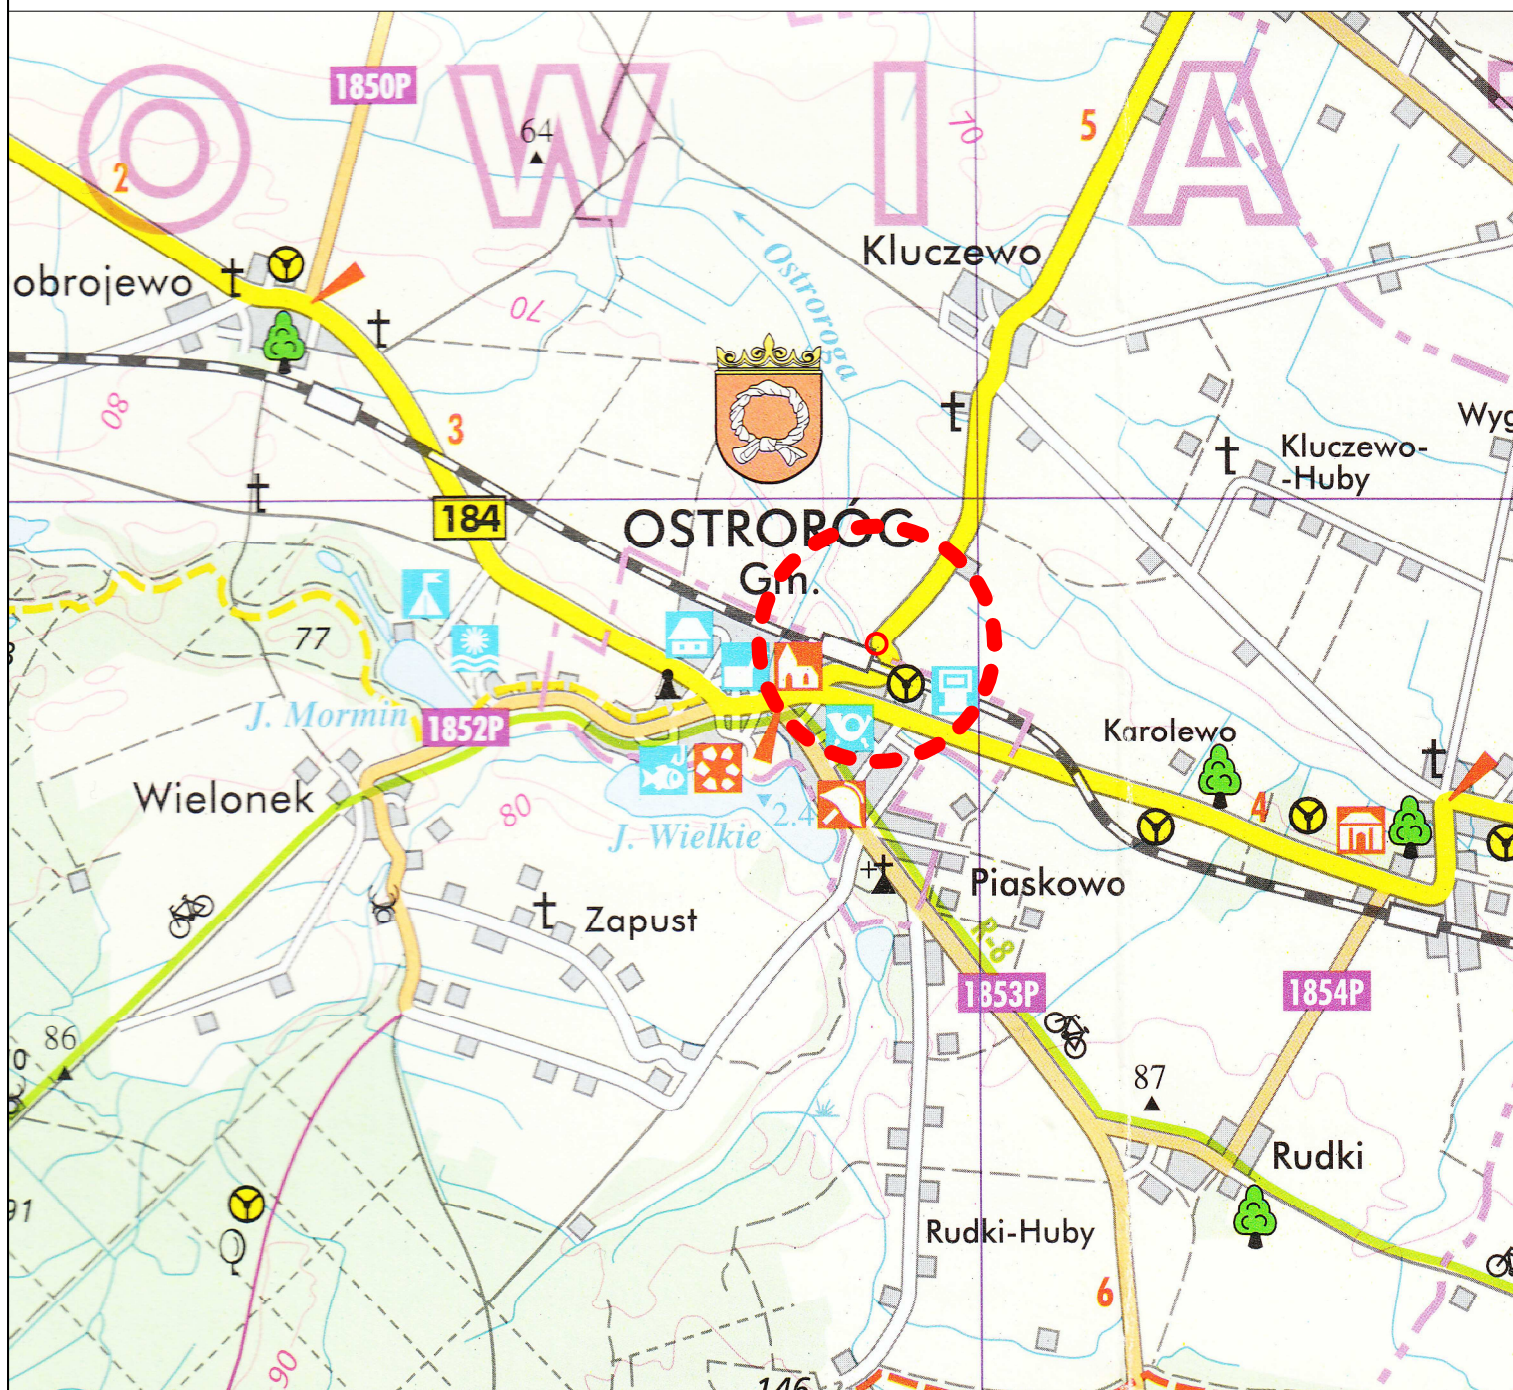 O W I A
1850P
64
70
5
2
Kluczewo
obrojewo
Ostroroga
70
80
3
Kluczewo-
-Huby
Wyg
184
OSTRORÓG
Gm.
77
J. Mormin
1852P
Karolewo
Wielonek
80
2.4
J. Wielkie
4
Piaskowo
Zapust
R-8
1853P
1854P
86
87
Rudki
91
Rudki-Huby
6
90
146